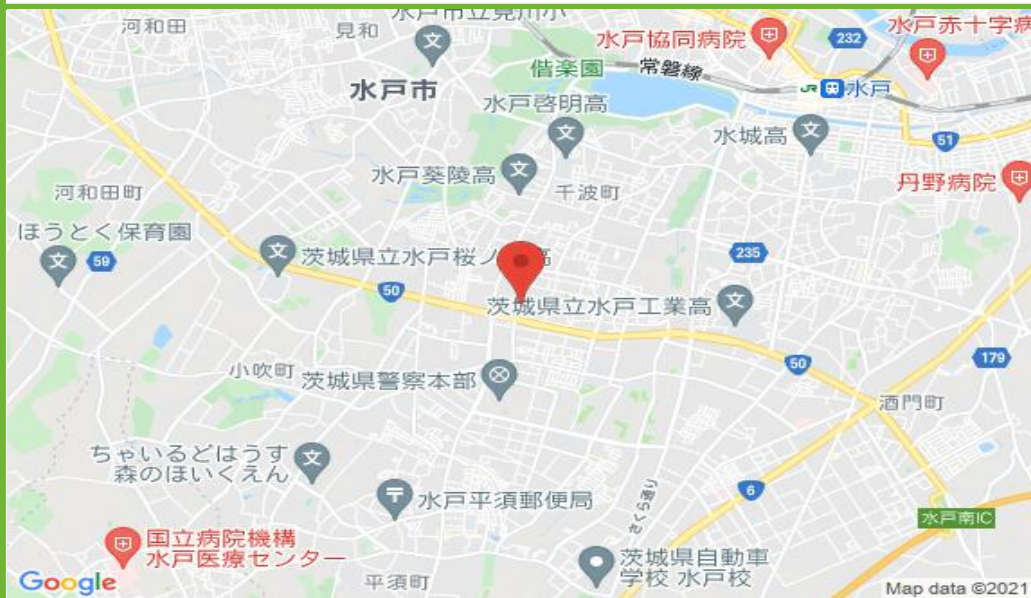 水戸市立見川小
河和田
見和
水戸協同病院
232
水戸赤十字病
偕楽園
常磐線
JR 水戸
水戸市
水戸啓明高
水城高
51
水戸葵陵高
千波町
丹野病院
河和田町
ほうとく保育園
59
茨城県立水戸桜ノ
高
235
50
茨城県立水戸工業高
小吹町
茨城県警察本部
50
179
酒門町
ちゃいるどはうす
森のほいくえん
水戸平須郵便局
さくら通り
6
水戸南IC
国立病院機構
水戸医療センター
茨城県自動車
学校 水戸校
平須町
Google
Map data ©2021